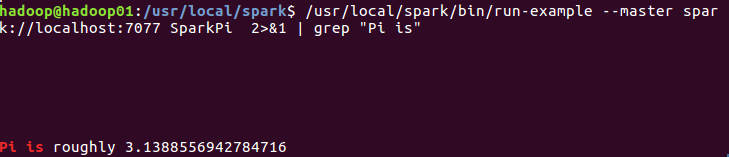 hadoop@hadoop01:/usr/local/spark$ /usr/local/spark/bin/run-example --master spar
k://localhost:7077 SparkPi  2>&1 | grep "Pi is"
Pi is roughly 3.1388556942784716